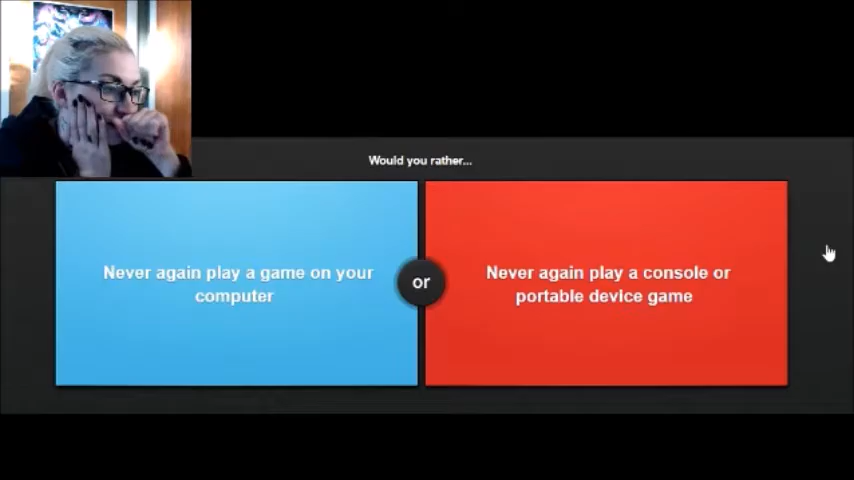 Would you rather...
Never again play a game on your
computer
or
Never again play a console or
portable device game